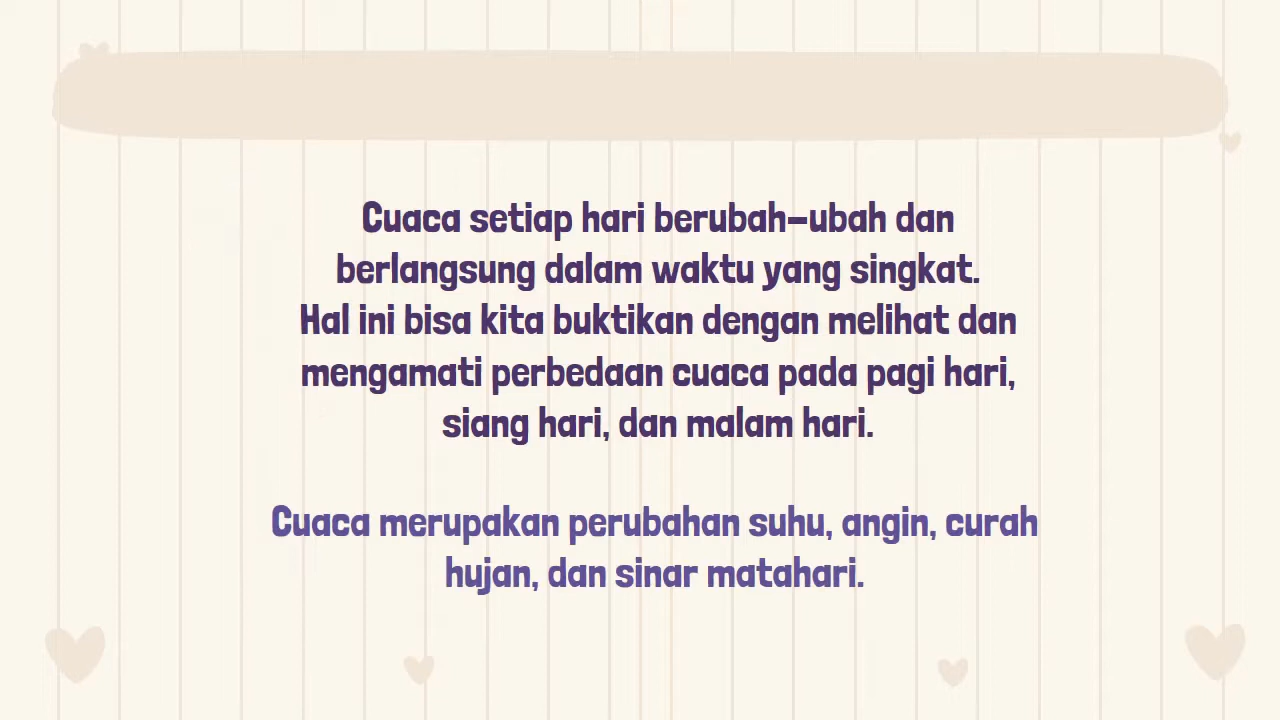 Cuaca setiap hari berubah-ubah dan
berlangsung dalam waktu yang singkat.
Hal ini bisa kita buktikan dengan melihat dan
mengamati perbedaan cuaca pada pagi hari,
siang hari, dan malam hari.
Cuaca merupakan perubahan suhu, angin, curah
hujan, dan sinar matahari.